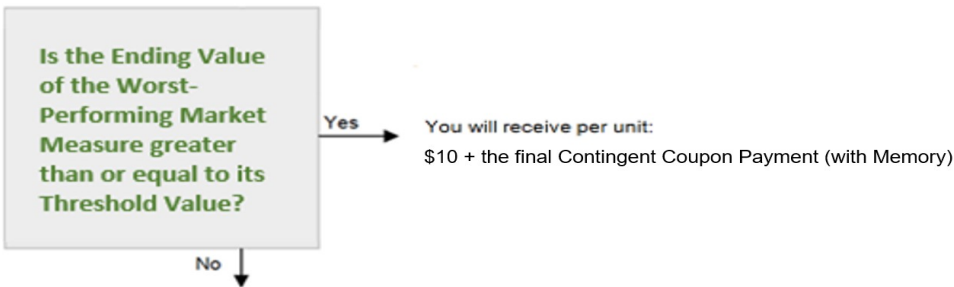 Is the Ending Value
of the Worst-
Performing Market
Measure greater
than or equal to its
Threshold Value?
Yes
You will receive per unit:
$10 + the final Contingent Coupon Payment (with Memory)
No